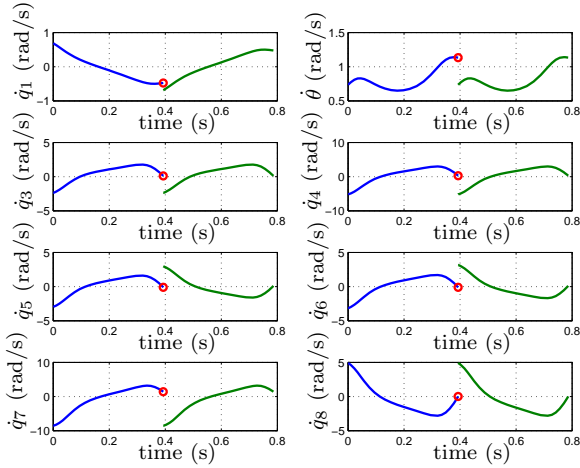 q̇1 (rad/s)
1
0
−1
0 0.2 0.4 0.6 0.8
time (s)
θ̇ (rad/s)
1.5
1
0.5
0 0.2 0.4 0.6 0.8
time (s)
q̇3 (rad/s)
5
0
−5
0 0.2 0.4 0.6 0.8
time (s)
q̇4 (rad/s)
10
0
−10
0 0.2 0.4 0.6 0.8
time (s)
q̇5 (rad/s)
5
0
−5
0 0.2 0.4 0.6 0.8
time (s)
q̇6 (rad/s)
5
0
−5
0 0.2 0.4 0.6 0.8
time (s)
q̇7 (rad/s)
10
0
−10
0 0.2 0.4 0.6 0.8
time (s)
q̇8 (rad/s)
5
0
−5
0 0.2 0.4 0.6 0.8
time (s)